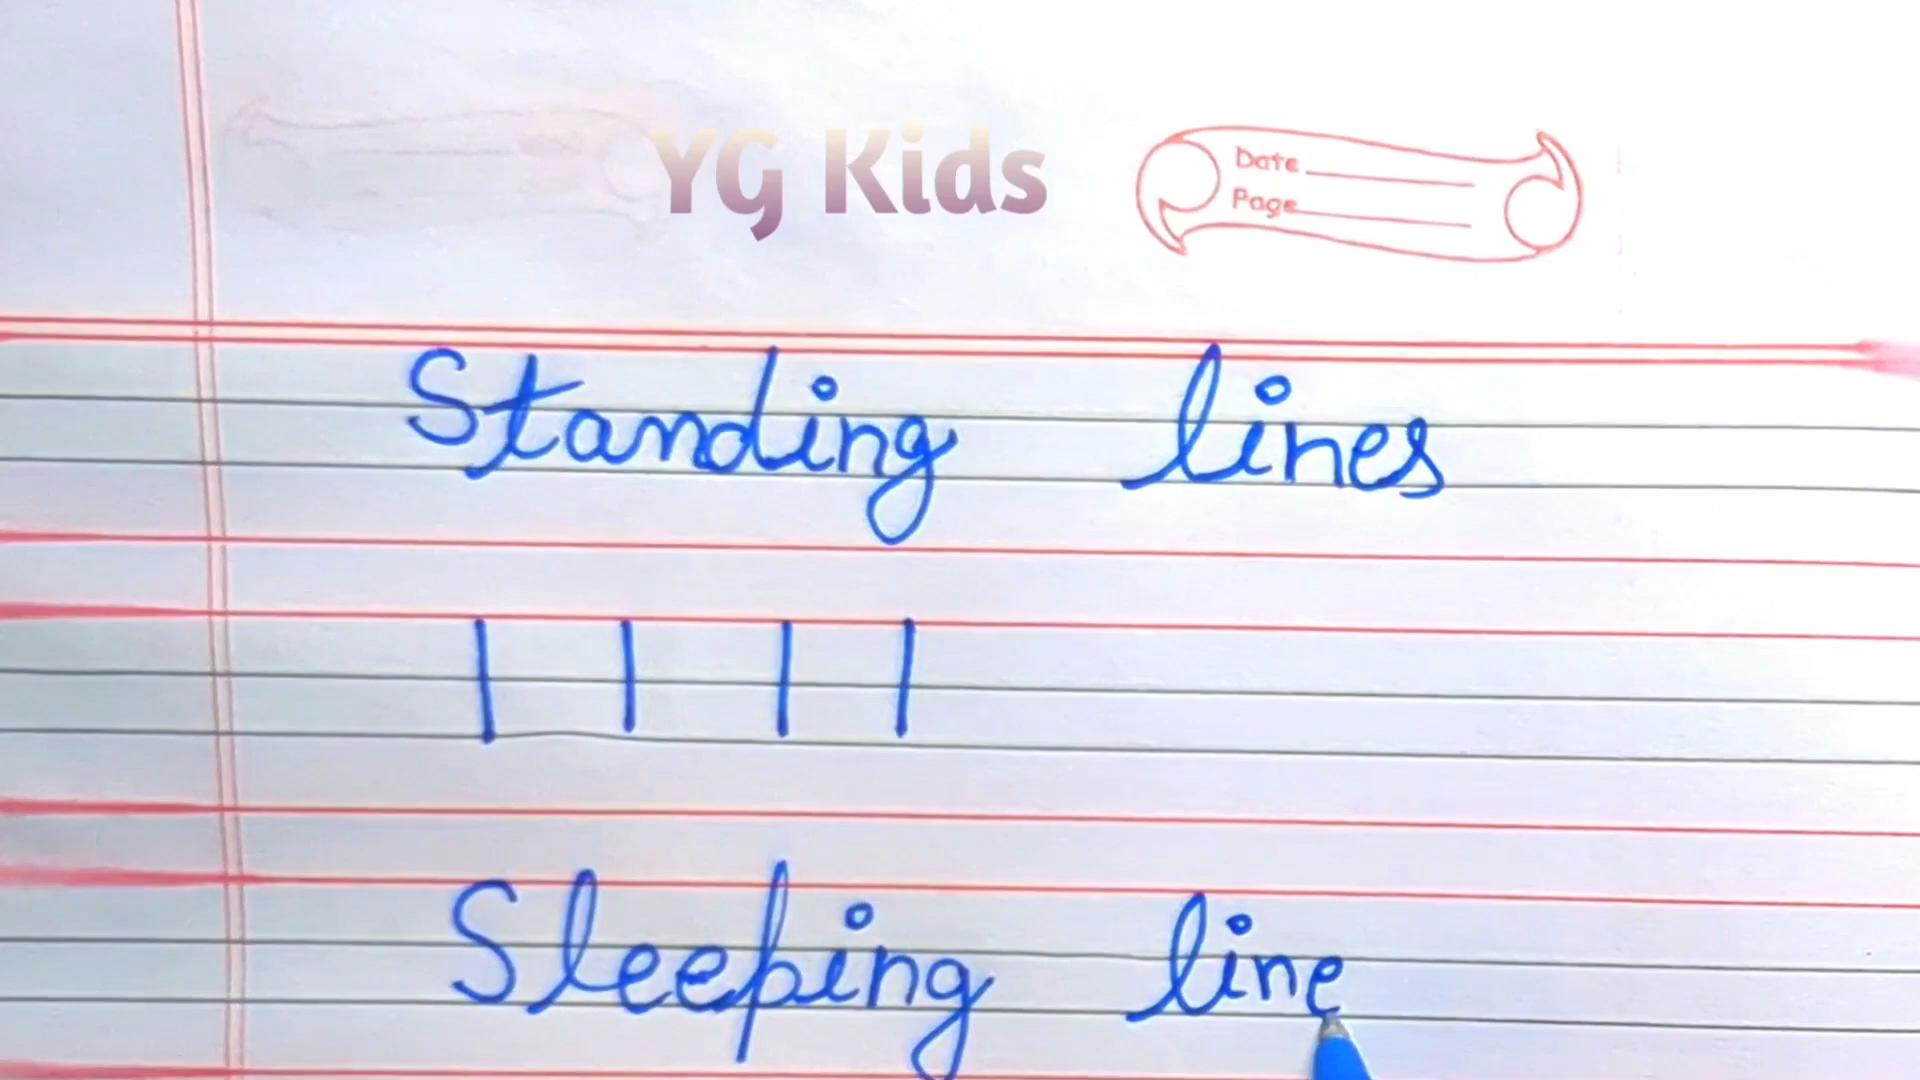 YG Kids
Date
Page
Standing lines
Sleeping line